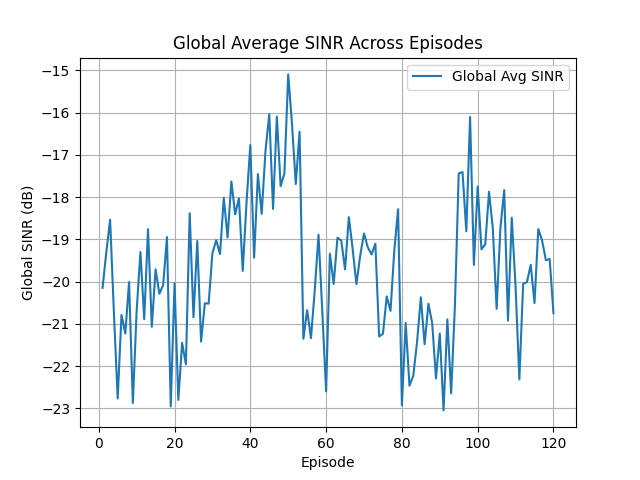 Global Average SINR Across Episodes
Global Avg SINR
Global SINR (dB)
−15
−16
−17
−18
−19
−20
−21
−22
−23
0 20 40 60 80 100 120
Episode